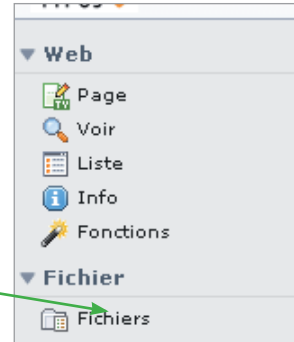 Web
Page
Voir
Liste
Info
Fonctions
Fichier
Fichiers